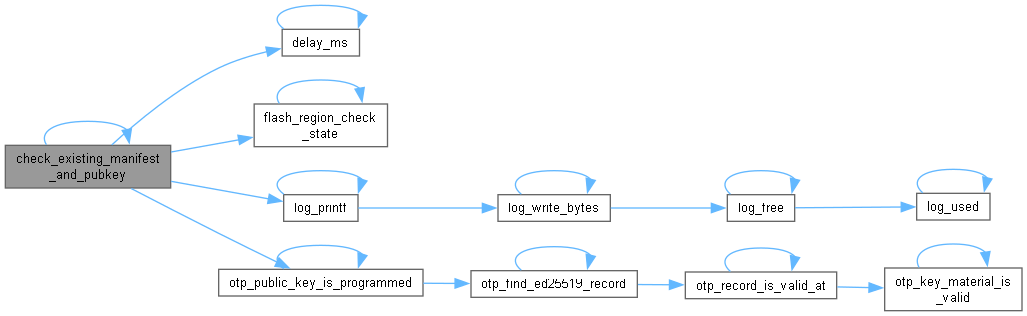 delay_ms
flash_region_check
_state
check_existing_manifest
_and_pubkey
log_printf
log_write_bytes
log_free
log_used
otp_public_key_is_programmed
otp_find_ed25519_record
otp_record_is_valid_at
otp_key_material_is
_valid